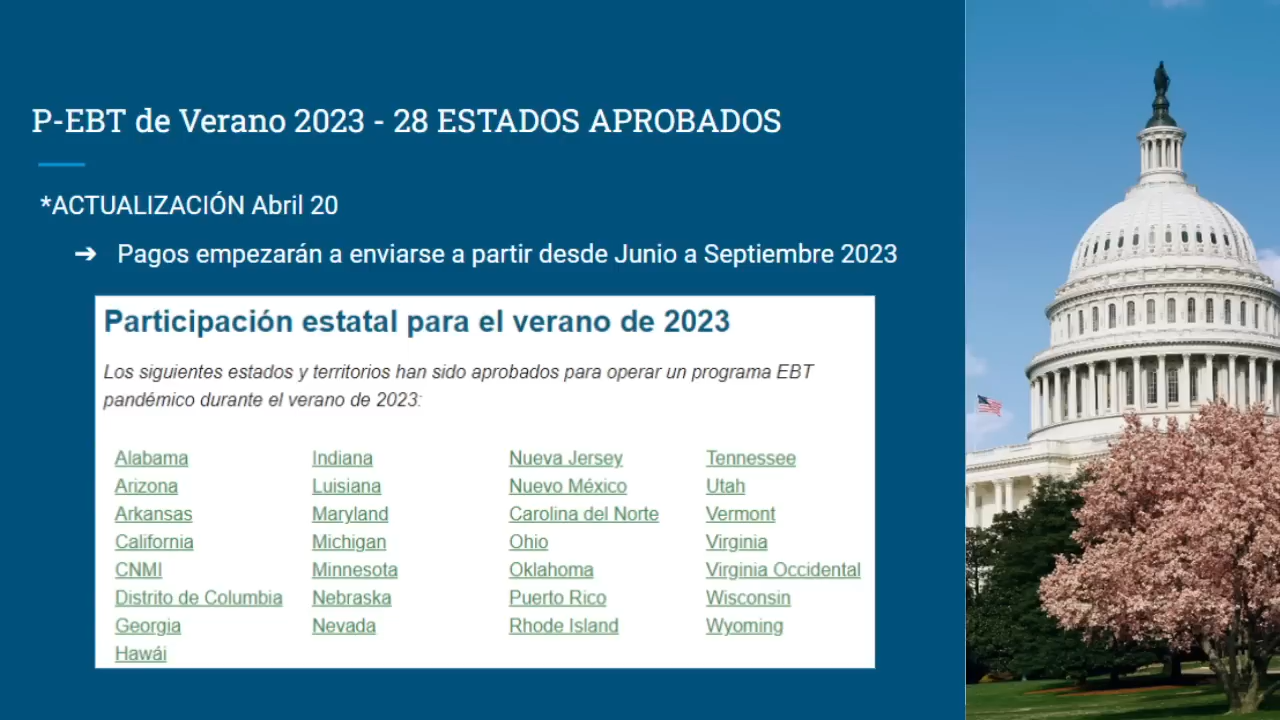 P-EBT de Verano 2023 - 28 ESTADOS APROBADOS
*ACTUALIZACIÓN Abril 20
➔ Pagos empezarán a enviarse a partir desde Junio a Septiembre 2023
Participación estatal para el verano de 2023
Los siguientes estados y territorios han sido aprobados para operar un programa EBT
pandémico durante el verano de 2023:
Alabama
Arizona
Arkansas
California
CNMI
Distrito de Columbia
Georgia
Hawái
Indiana
Luisiana
Maryland
Michigan
Minnesota
Nebraska
Nevada
Nueva Jersey
Nuevo México
Carolina del Norte
Ohio
Oklahoma
Puerto Rico
Rhode Island
Tennessee
Utah
Vermont
Virginia
Virginia Occidental
Wisconsin
Wyoming